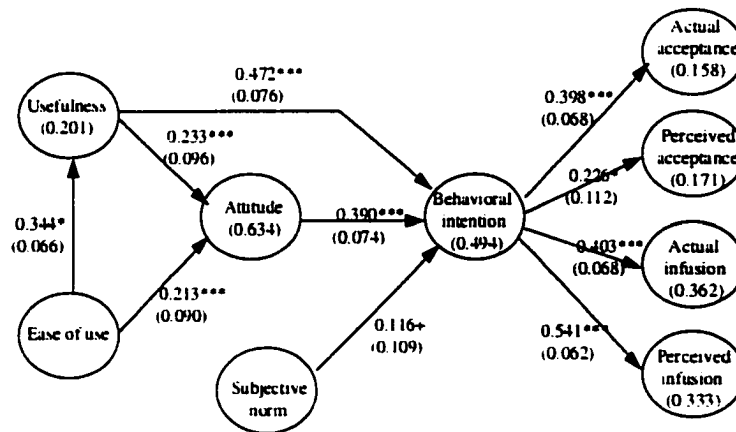 Actual
acceptance
(0.158)
0.472***
(0.076)
Usefulness
(0.201)
0.398***
(0.068)
0.233***
(0.096)
Perceived
acceptance
(0.171)
0.226*
(0.112)
Attitude
(0.634)
0.390***
(0.074)
Behavioral
intention
(0.494)
0.344*
(0.066)
0.403***
(0.068)
Actual
infusion
(0.362)
0.213***
(0.090)
Ease of use
0.116+
(0.109)
0.541***
(0.062)
Subjective
norm
Perceived
infusion
(0.333)